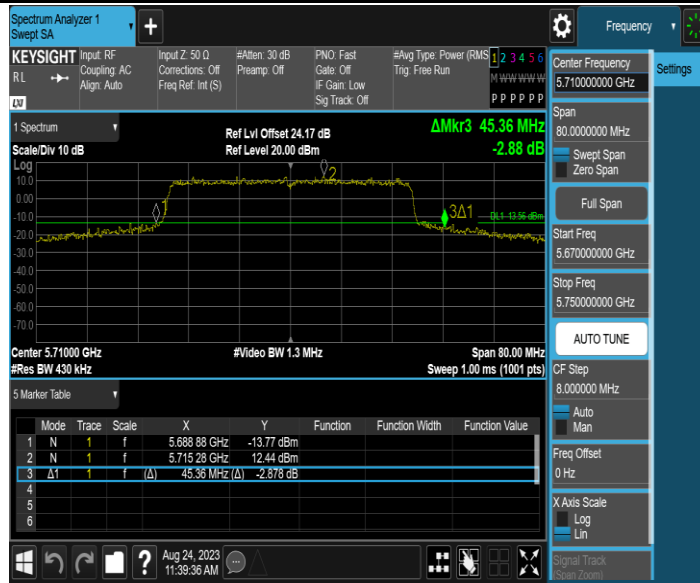 Spectrum Analyzer 1
Swept SA
+
Frequency
KEYSIGHT Input: RF Input Z: 50 Ω #Atten: 30 dB PNO: Fast #Avg Type: Power (RMS 1 2 3 4 5 6
RL Coupling: AC Corrections: Off Preamp: Off Gate: Off Trig: Free Run M W W W W W
Align: Auto Freq Ref: Int (S) IF Gain: Low
LXI Sig Track: Off P P P P P P
Center Frequency
5.710000000 GHz
Settings
Span
80.0000000 MHz
Swept Span
Zero Span
Full Span
Start Freq
5.670000000 GHz
Stop Freq
5.750000000 GHz
AUTO TUNE
CF Step
8.000000 MHz
Auto
Man
Freq Offset
0 Hz
X Axis Scale
Log
Lin
Signal Track
(Span Zoom)
1 Spectrum
Ref Lvl Offset 24.17 dB ΔMkr3 45.36 MHz
Scale/Div 10 dB Ref Level 20.00 dBm -2.88 dB
Log
10.0
0.00
-10.0
-20.0
-30.0
-40.0
-50.0
-60.0
-70.0
1
2
3Δ1
DL1 -13.56 dBm
Center 5.71000 GHz #Video BW 1.3 MHz Span 80.00 MHz
#Res BW 430 kHz Sweep 1.00 ms (1001 pts)
5 Marker Table
Mode Trace Scale X Y Function Function Width Function Value
1 N 1 f 5.688 88 GHz -13.77 dBm
2 N 1 f 5.715 28 GHz 12.44 dBm
3 Δ1 1 f (Δ) 45.36 MHz (Δ) -2.878 dB
4
5
6
?
Aug 24, 2023
11:39:36 AM